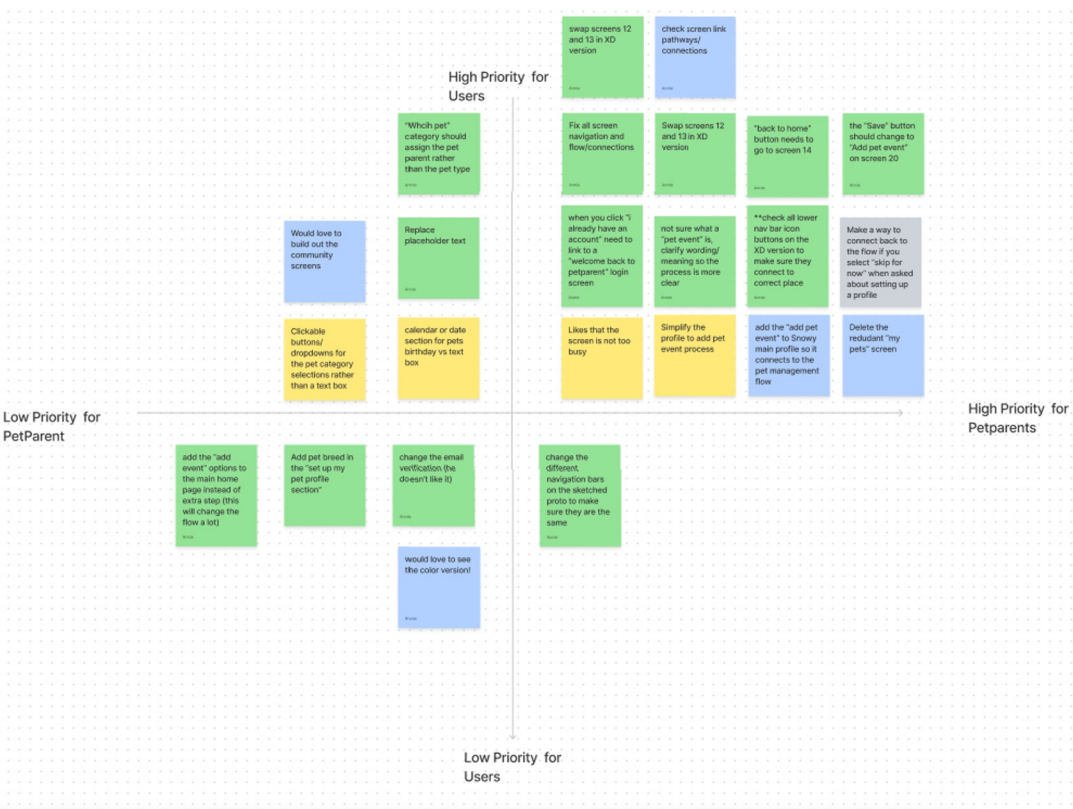 swap screens 12
and 13 in XD
version
check screen link
pathways/
connections
High Priority for
Users
"Whcih pet"
category should
assign the pet
parent rather
than the pet type
Fix all screen
navigation and
flow/connections
Swap screens 12
and 13 in XD
version
"back to home"
button needs to
go to screen 14
the "Save" button
should change to
"Add pet event"
on screen 20
Would love to
build out the
community
screens
Replace
placeholder text
when you click "i
already have an
account" need to
link to a
"welcome back to
petparent" login
screen
not sure what a
"pet event" is,
clarify wording/
meaning so the
process is more
clear
**check all lower
nav bar icon
buttons on the
XD version to
make sure they
connect to
correct place
Make a way to
connect back to
the flow if you
select "skip for
now" when asked
about setting up
a profile
Clickable
buttons/
dropdowns for
the pet category
selections rather
than a text box
calendar or date
section for pets
birthday vs text
box
Likes that the
screen is not too
busy
Simplify the
profile to add pet
event process
add the "add pet
event" to Snowy
main profile so it
connects to the
pet management
flow
Delete the
redudant "my
pets" screen
Low Priority for
PetParent
High Priority for
Petparents
add the "add
event" options to
the main home
page instead of
extra step (this
will change the
flow a lot)
Add pet breed in
the "set up my
pet profile
section"
change the email
verification (he
doesn't like it)
change the
different
navigation bars
on the sketched
proto to make
sure they are the
same
would love to see
the color version!
Low Priority for
Users